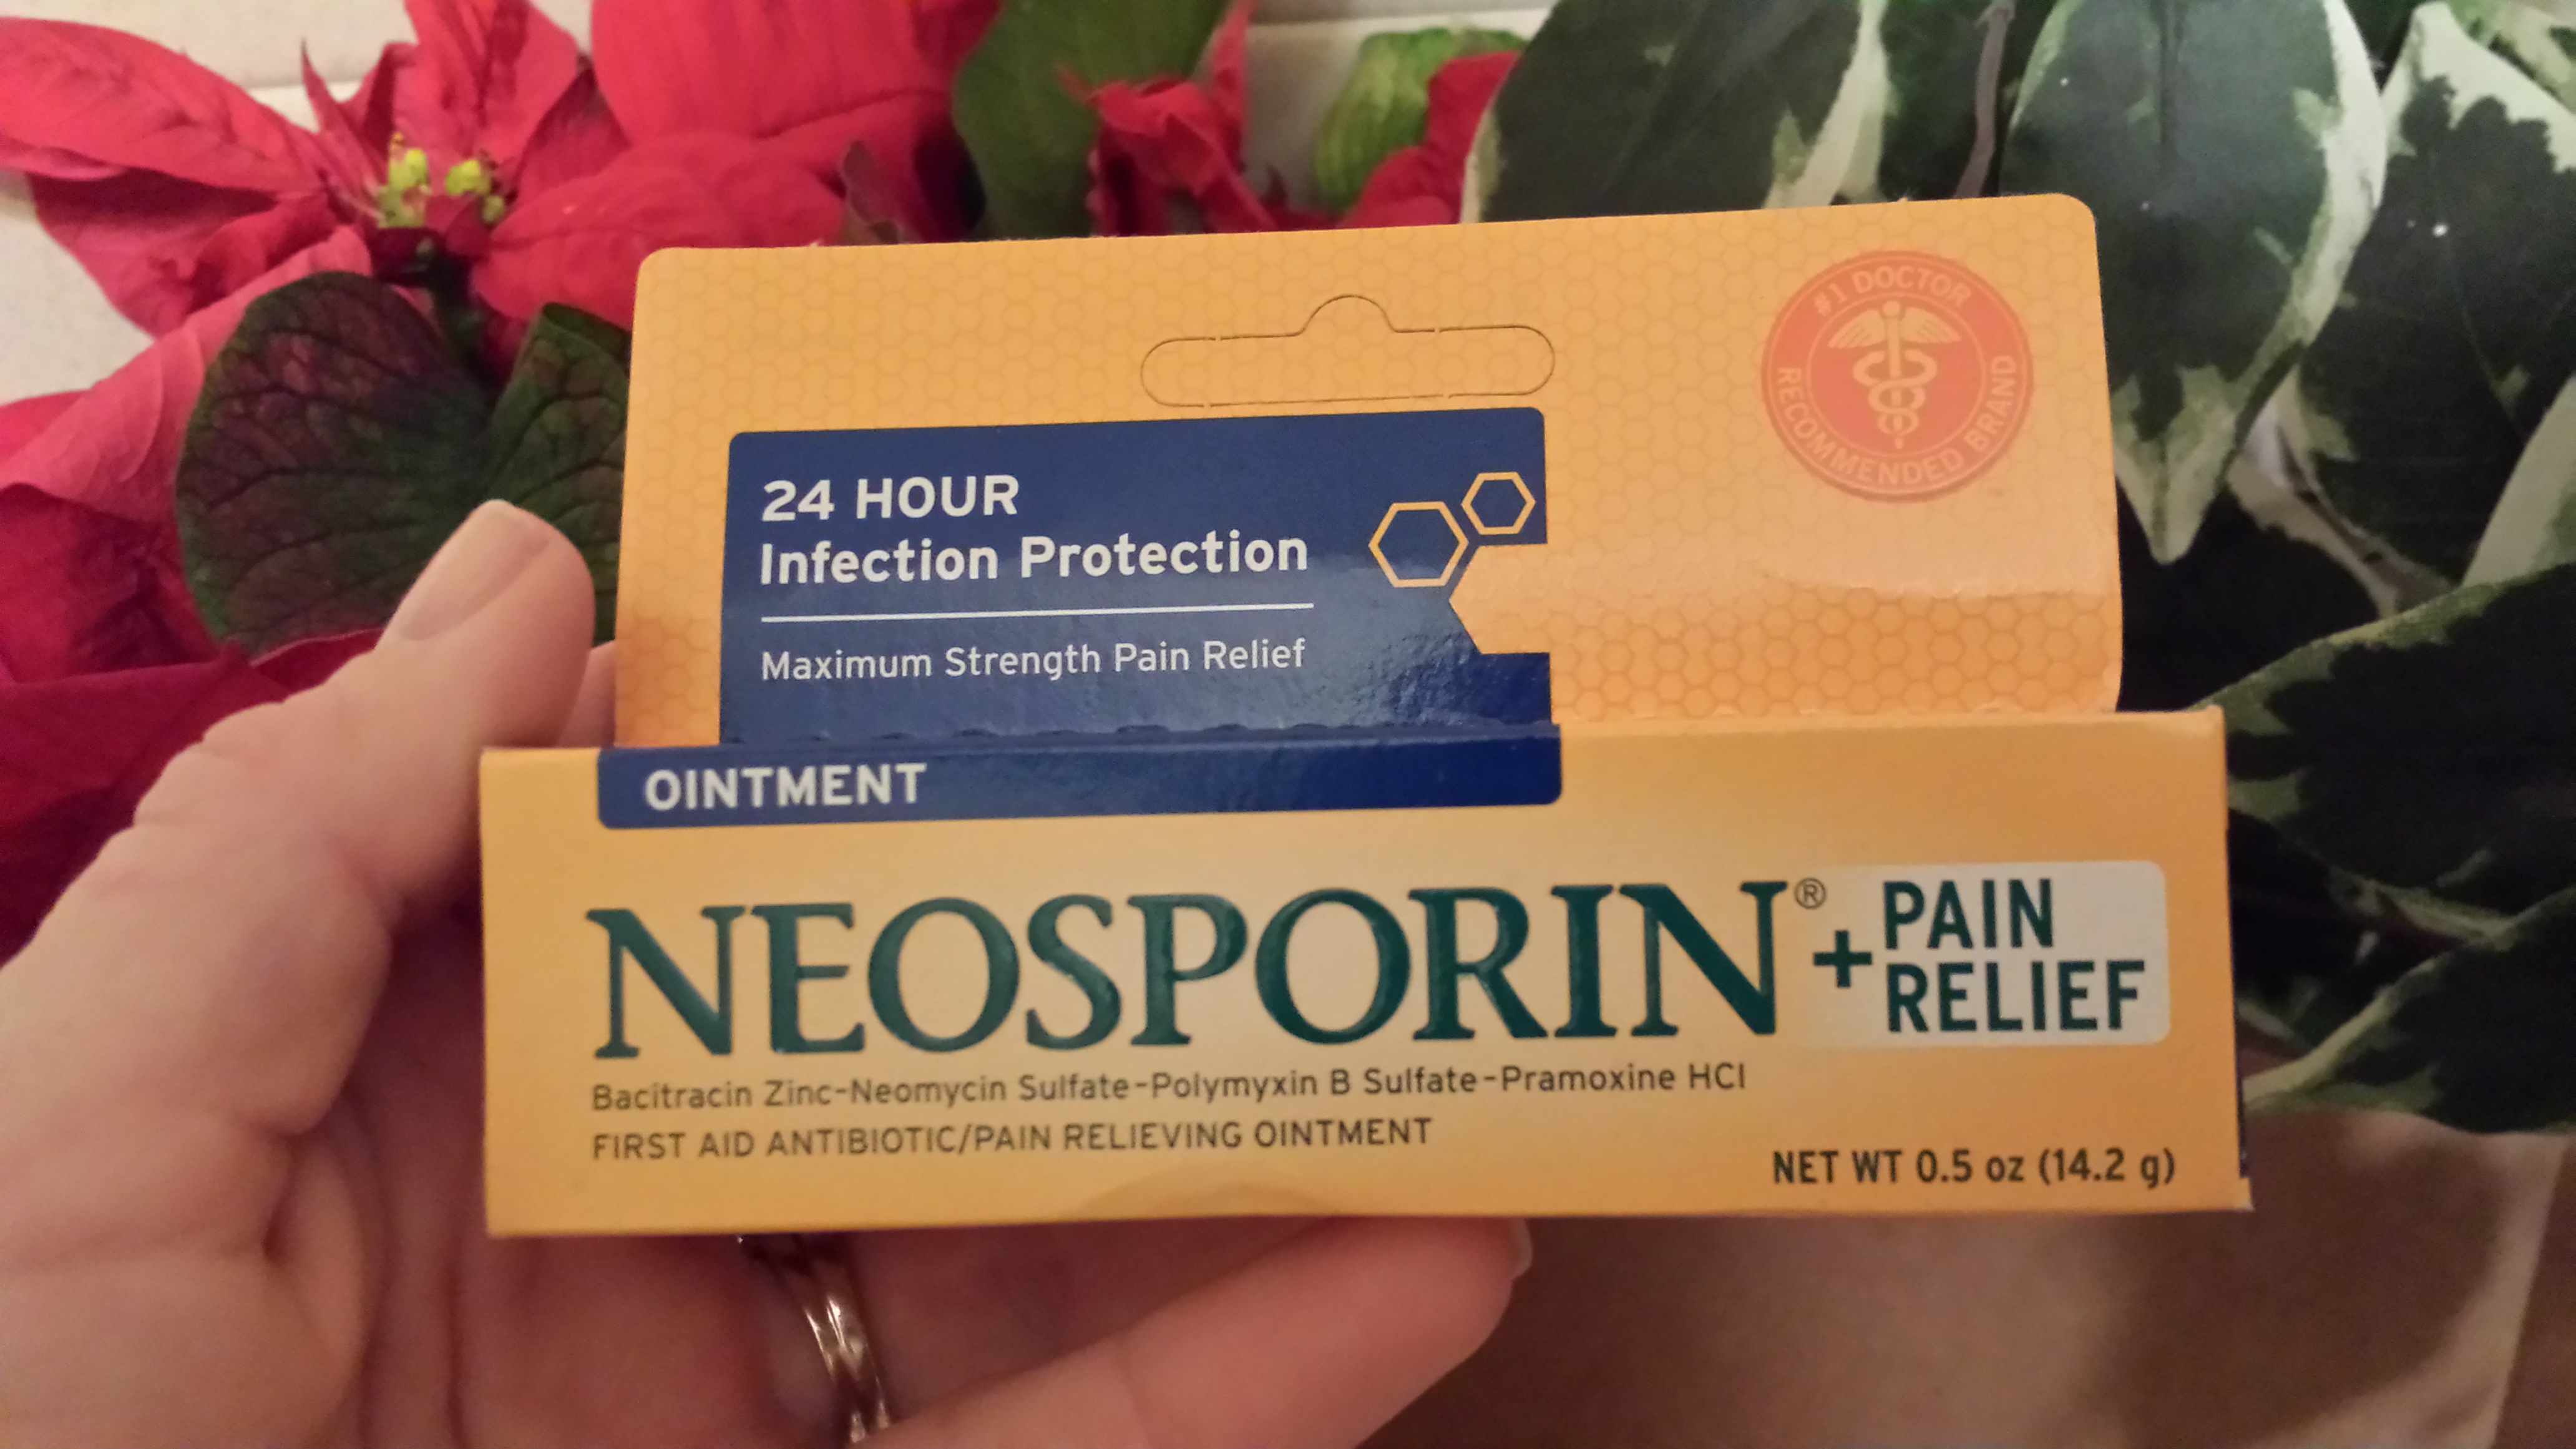 #1 DOCTOR
RECOMMENDED BRAND
24 HOUR
Infection Protection
Maximum Strength Pain Relief
OINTMENT
NEOSPORIN® + PAIN
RELIEF
Bacitracin Zinc-Neomycin Sulfate-Polymyxin B Sulfate-Pramoxine HCl
FIRST AID ANTIBIOTIC/PAIN RELIEVING OINTMENT
NET WT 0.5 oz (14.2 g)